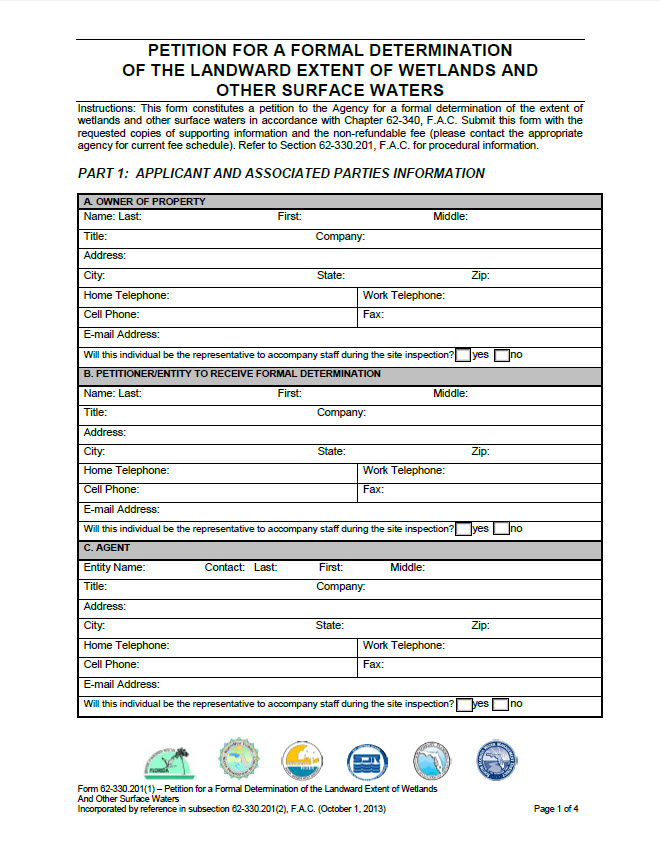 PETITION FOR A FORMAL DETERMINATION
OF THE LANDWARD EXTENT OF WETLANDS AND
OTHER SURFACE WATERS
Instructions: This form constitutes a petition to the Agency for a formal determination of the extent of
wetlands and other surface waters in accordance with Chapter 62-340, F.A.C. Submit this form with the
requested copies of supporting information and the non-refundable fee (please contact the appropriate
agency for current fee schedule). Refer to Section 62-330.201, F.A.C. for procedural information.
PART 1: APPLICANT AND ASSOCIATED PARTIES INFORMATION
A. OWNER OF PROPERTY
Name: Last: First: Middle:
Title: Company:
Address:
City: State: Zip:
Home Telephone: Work Telephone:
Cell Phone: Fax:
E-mail Address:
Will this individual be the representative to accompany staff during the site inspection? yes no
B. PETITIONER/ENTITY TO RECEIVE FORMAL DETERMINATION
Name: Last: First: Middle:
Title: Company:
Address:
City: State: Zip:
Home Telephone: Work Telephone:
Cell Phone: Fax:
E-mail Address:
Will this individual be the representative to accompany staff during the site inspection? yes no
C. AGENT
Entity Name: Contact: Last: First: Middle:
Title: Company:
Address:
City: State: Zip:
Home Telephone: Work Telephone:
Cell Phone: Fax:
E-mail Address:
Will this individual be the representative to accompany staff during the site inspection? yes no
FLORIDA
Form 62-330.201(1) – Petition for a Formal Determination of the Landward Extent of Wetlands
And Other Surface Waters
Incorporated by reference in subsection 62-330.201(2), F.A.C. (October 1, 2013) Page 1 of 4